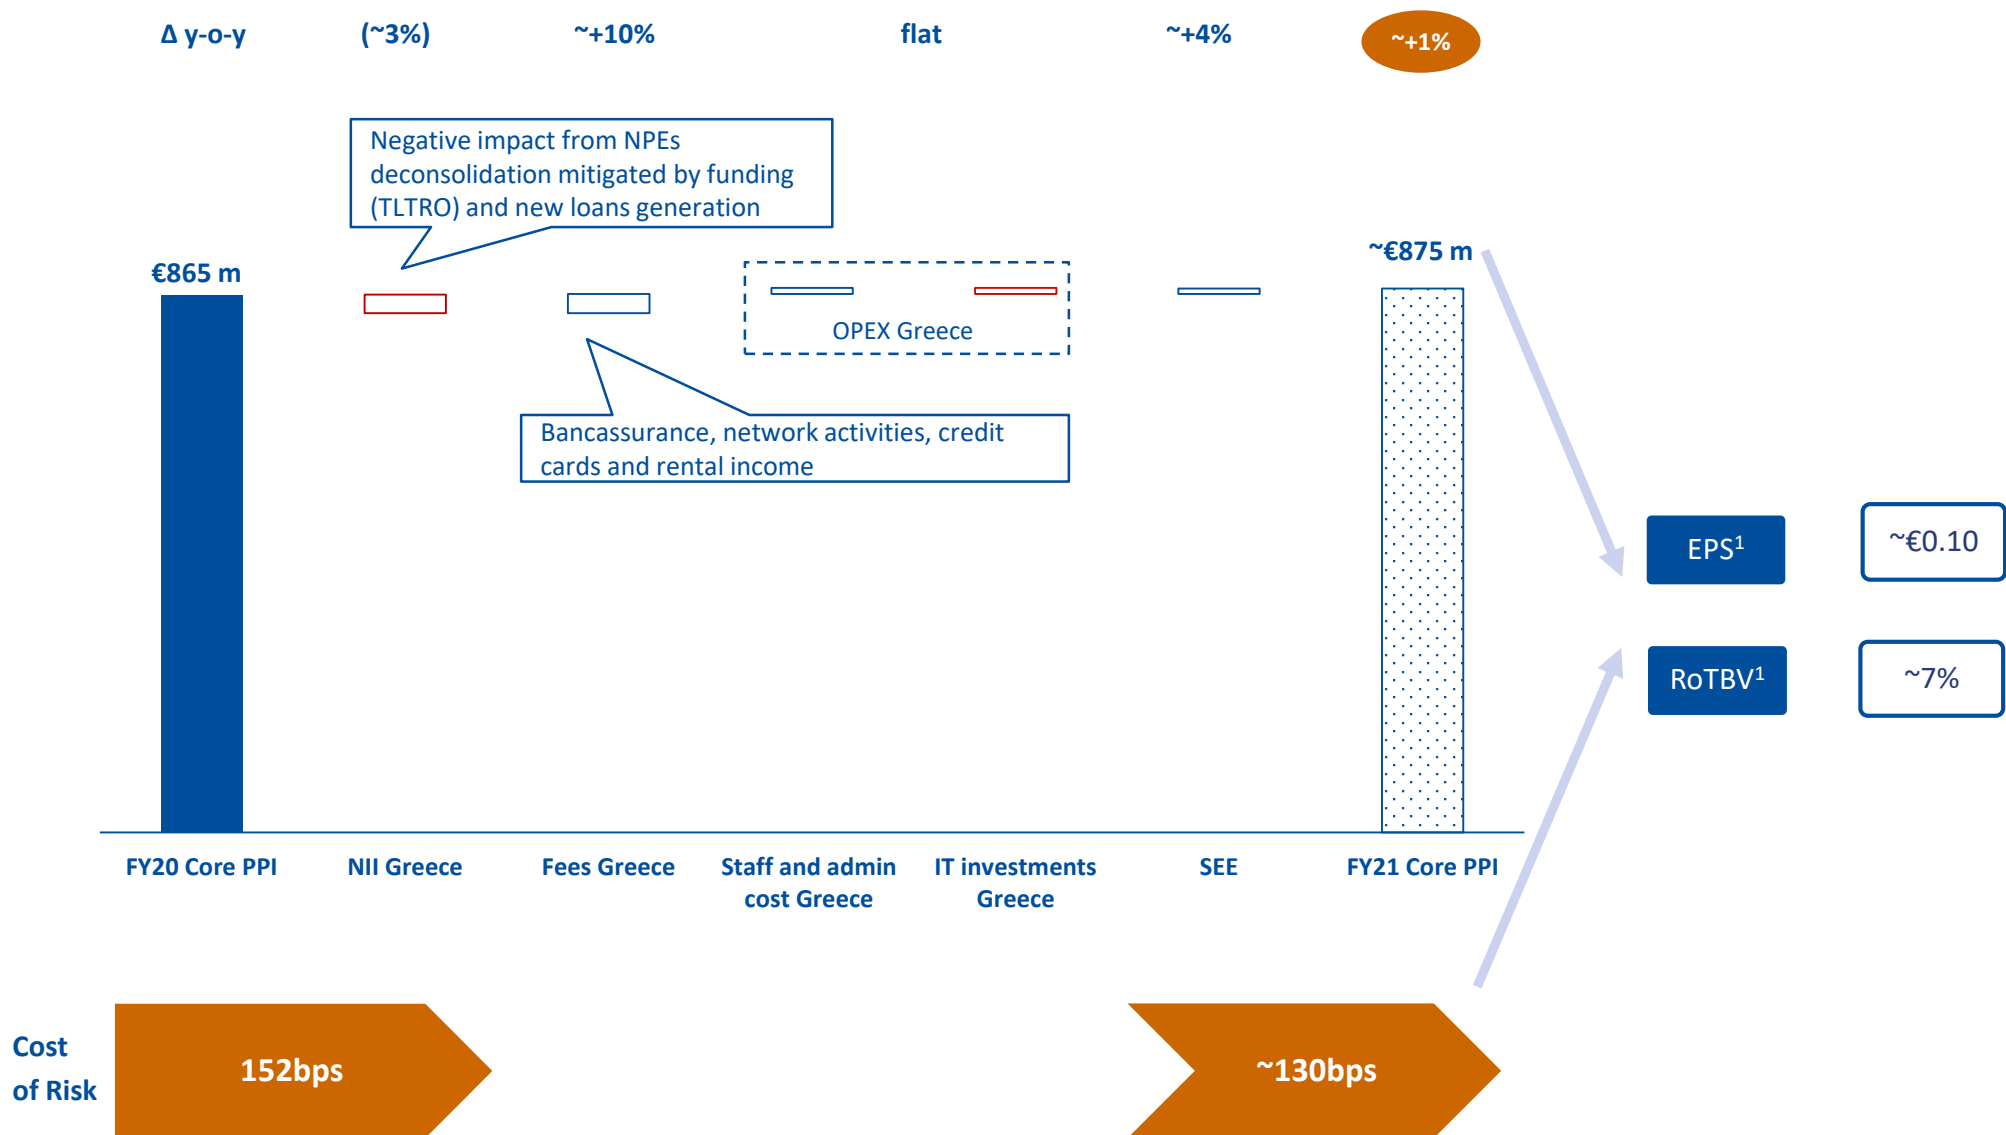 Δ y-o-y (~3%) ~+10% flat ~+4% ~+1%
Negative impact from NPEs
deconsolidation mitigated by funding
(TLTRO) and new loans generation
€865 m
~€875 m
OPEX Greece
Bancassurance, network activities, credit
cards and rental income
EPS¹ ~€0.10
RoTBV¹ ~7%
FY20 Core PPI
NII Greece
Fees Greece
Staff and admin
cost Greece
IT investments
Greece
SEE
FY21 Core PPI
Cost
of Risk
152bps
~130bps